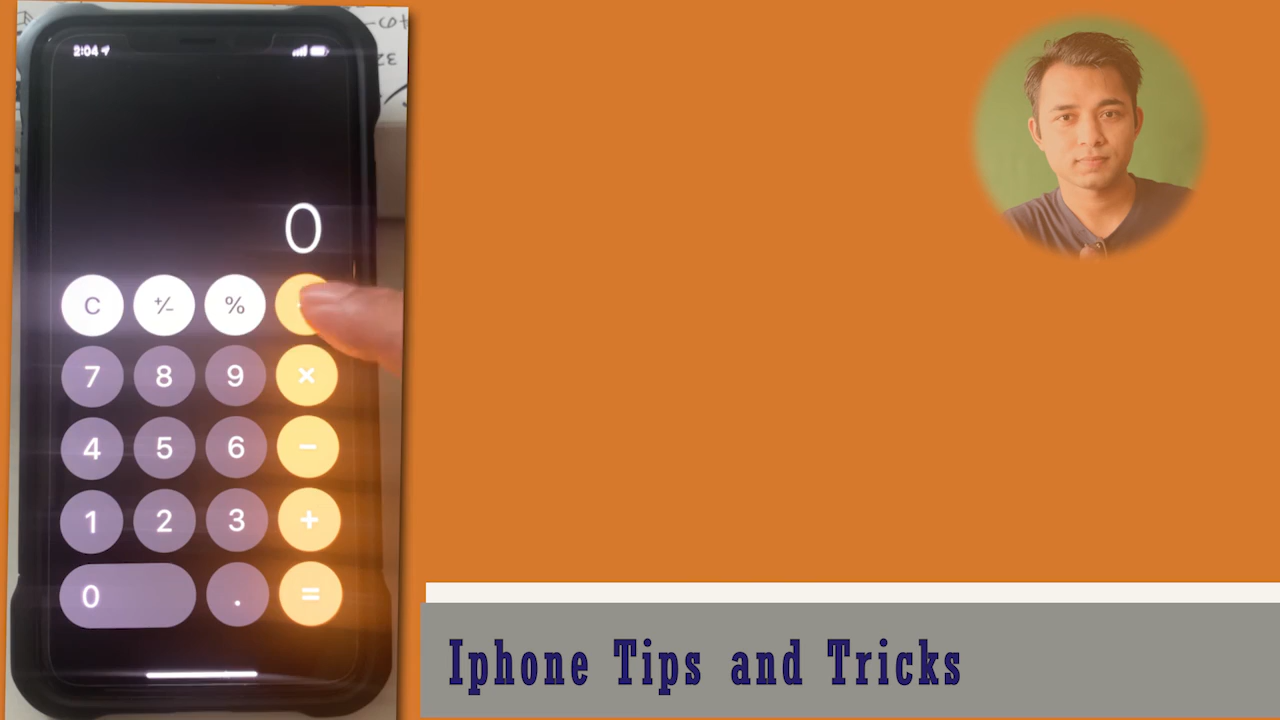 2:04
0
C +/- %
7 8 9 ×
4 5 6 −
1 2 3 +
0 . =
Iphone Tips and Tricks